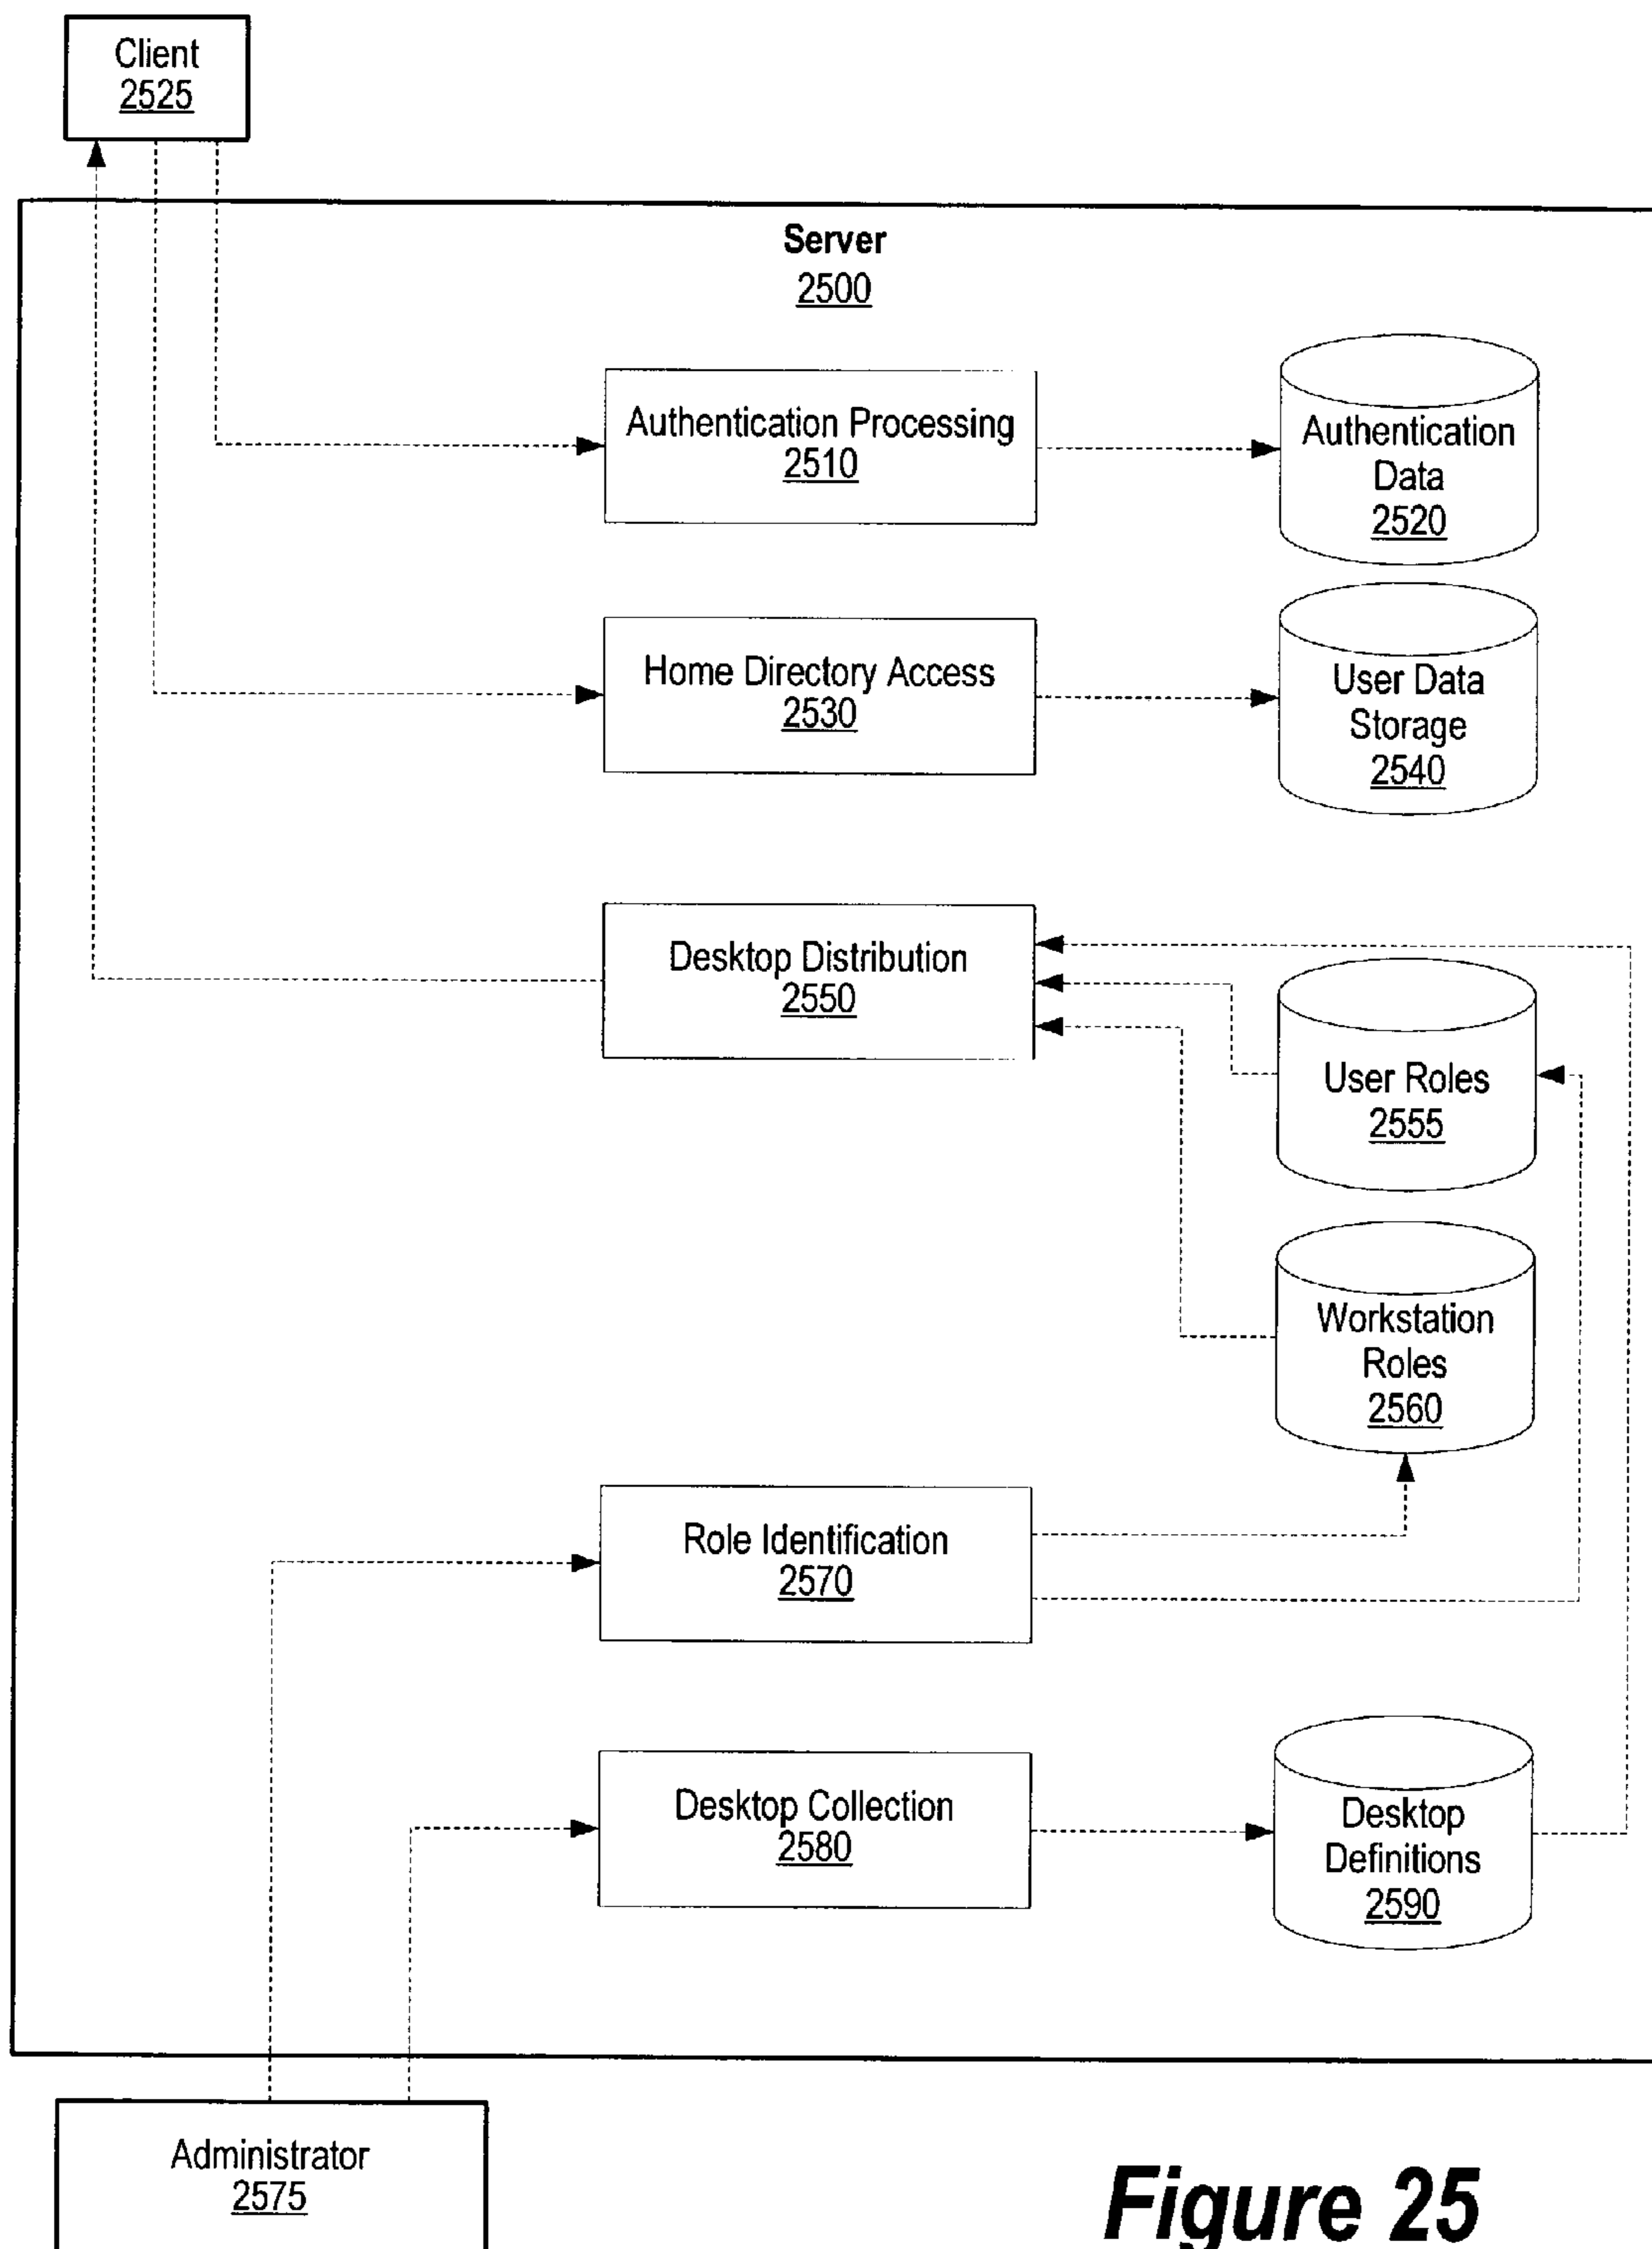 Client
2525
Server
2500
Authentication Processing
2510
Authentication
Data
2520
Home Directory Access
2530
User Data
Storage
2540
Desktop Distribution
2550
User Roles
2555
Workstation
Roles
2560
Role Identification
2570
Desktop Collection
2580
Desktop
Definitions
2590
Administrator
2575
Figure 25